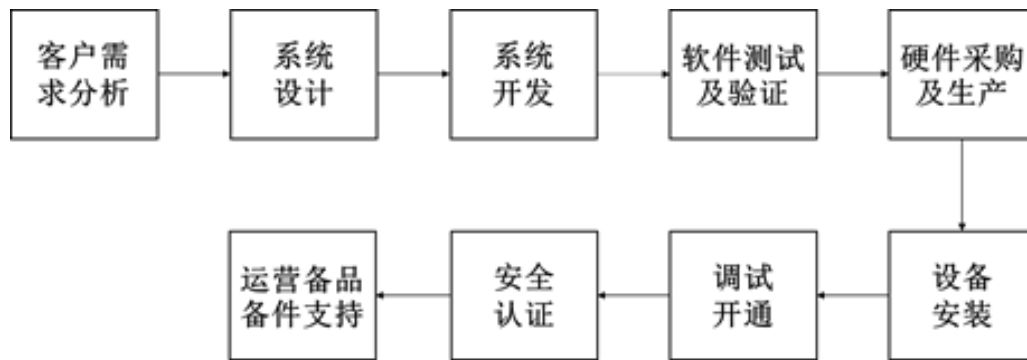 客户需
求分析
系统
设计
系统
开发
软件测试
及验证
硬件采购
及生产
设备
安装
调试
开通
安全
认证
运营备品
备件支持